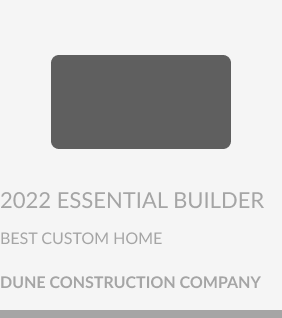 2022 ESSENTIAL BUILDER
BEST CUSTOM HOME
DUNE CONSTRUCTION COMPANY